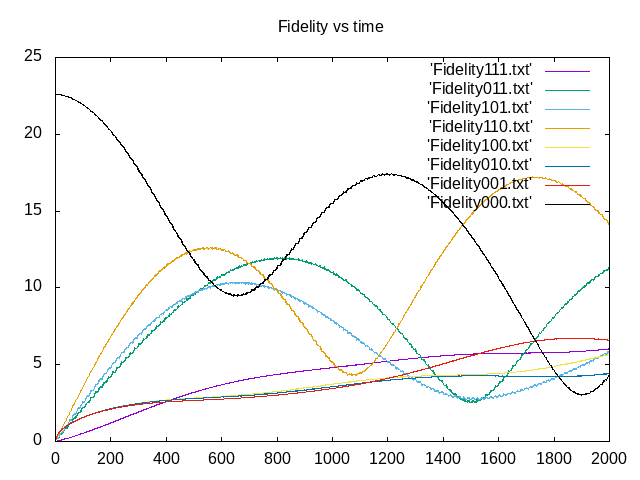 Fidelity vs time
25
20
15
10
5
0
'Fidelity111.txt'
'Fidelity011.txt'
'Fidelity101.txt'
'Fidelity110.txt'
'Fidelity100.txt'
'Fidelity010.txt'
'Fidelity001.txt'
'Fidelity000.txt'
0 200 400 600 800 1000 1200 1400 1600 1800 2000